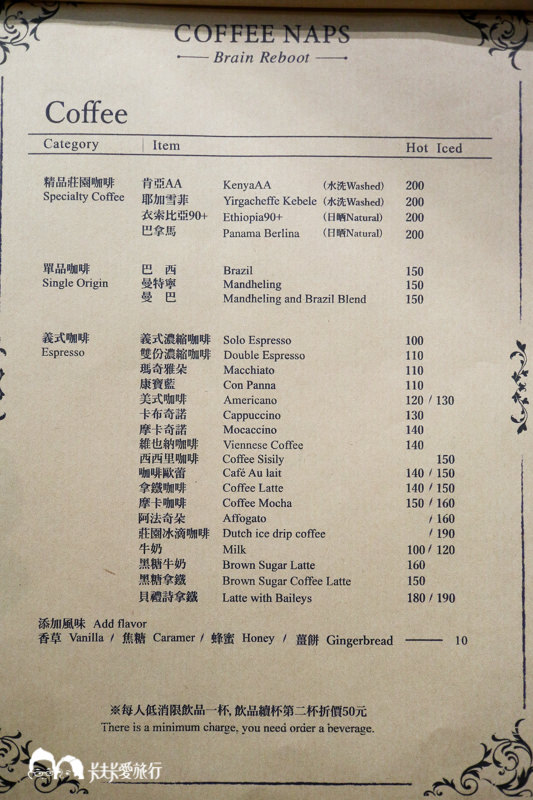 COFFEE NAPS
Brain Reboot
Coffee
Category Item Hot Iced
精品莊園咖啡 肯亞AA KenyaAA (水洗Washed) 200
Specialty Coffee 耶加雪菲 Yirgacheffe Kebele (水洗Washed) 200
衣索比亞90+ Ethiopia90+ (日晒Natural) 200
巴拿馬 Panama Berlina (日晒Natural) 200
單品咖啡 巴 西 Brazil 150
Single Origin 曼特寧 Mandheling 150
曼 巴 Mandheling and Brazil Blend 150
義式咖啡 義式濃縮咖啡 Solo Espresso 100
Espresso 雙份濃縮咖啡 Double Espresso 110
瑪奇雅朵 Macchiato 110
康寶藍 Con Panna 110
美式咖啡 Americano 120 / 130
卡布奇諾 Cappuccino 130
摩卡奇諾 Mocaccino 140
維也納咖啡 Viennese Coffee 140
西西里咖啡 Coffee Sisily 150
咖啡歐蕾 Café Au lait 140 / 150
拿鐵咖啡 Coffee Latte 140 / 150
摩卡咖啡 Coffee Mocha 150 / 160
阿法奇朵 Affogato / 160
莊園冰滴咖啡 Dutch ice drip coffee / 190
牛奶 Milk 100 / 120
黑糖牛奶 Brown Sugar Latte 160
黑糖拿鐵 Brown Sugar Coffee Latte 150
貝禮詩拿鐵 Latte with Baileys 180 / 190
添加風味 Add flavor
香草 Vanilla / 焦糖 Caramer / 蜂蜜 Honey / 薑餅 Gingerbread —— 10
※每人低消限飲品一杯, 飲品續杯第二杯折價50元
There is a minimum charge, you need order a beverage.
卡卡愛旅行